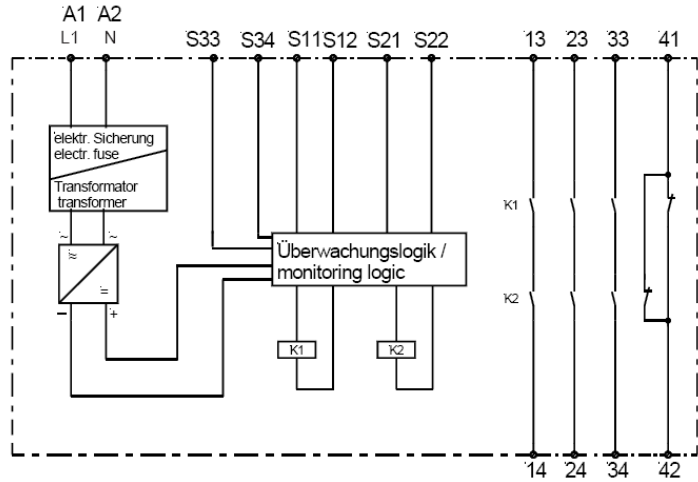 A1 A2
L1 N S33 S34 S11 S12 S21 S22 13 23 33 41
elektr. Sicherung
electr. fuse
Transformator
transformer
K1
~ ~
≈
Überwachungslogik /
monitoring logic
=
K2
− +
K1 K2
14 24 34 42